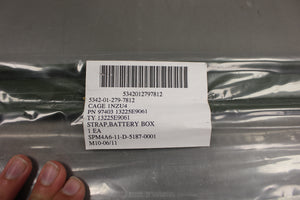 5342012797812
5342-01-279-7812
CAGE 1NZU4
PN 97403 13225E9061
TY 13225E9061
STRAP,BATTERY BOX
1 EA
SPM4A6-11-D-5187-0001
M10-06/11